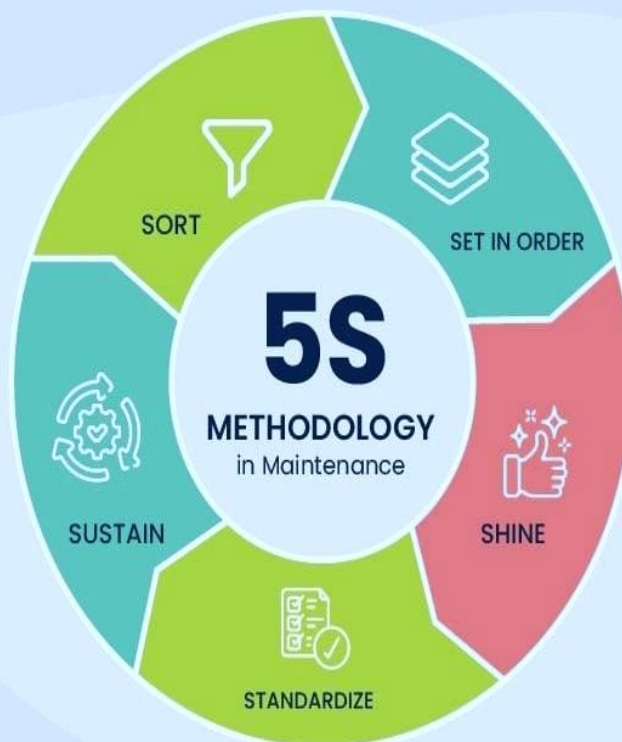 SORT
SET IN ORDER
5S
METHODOLOGY
in Maintenance
SHINE
SUSTAIN
STANDARDIZE